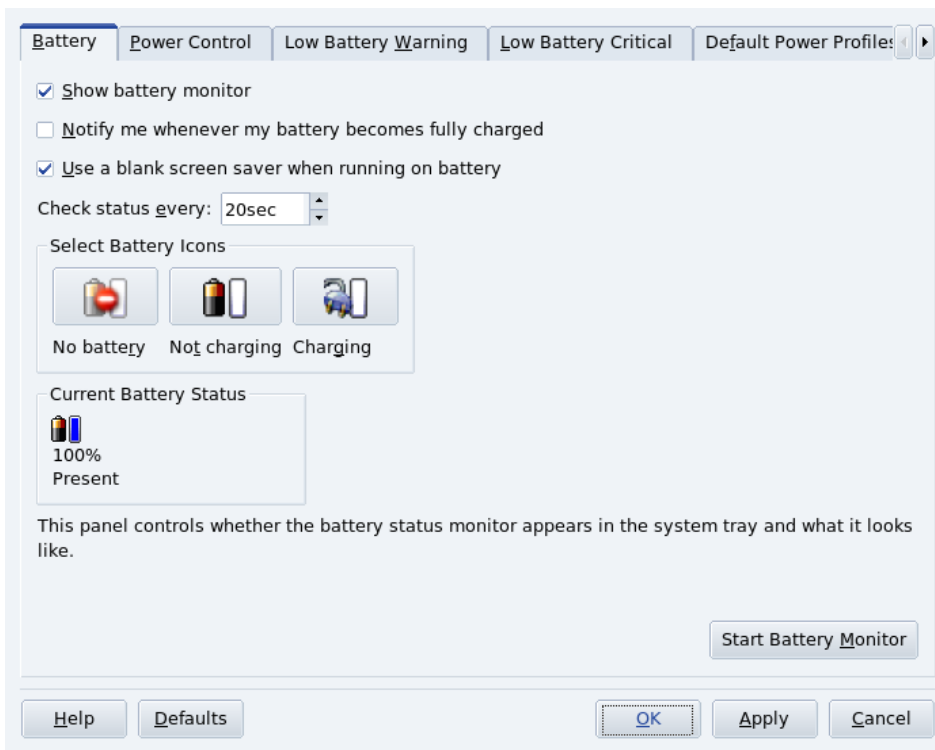 Battery Power Control Low Battery Warning Low Battery Critical Default Power Profiles
Show battery monitor
Notify me whenever my battery becomes fully charged
Use a blank screen saver when running on battery
Check status every: 20sec
Select Battery Icons
No battery Not charging Charging
Current Battery Status
100%
Present
This panel controls whether the battery status monitor appears in the system tray and what it looks
like.
Start Battery Monitor
Help Defaults OK Apply Cancel